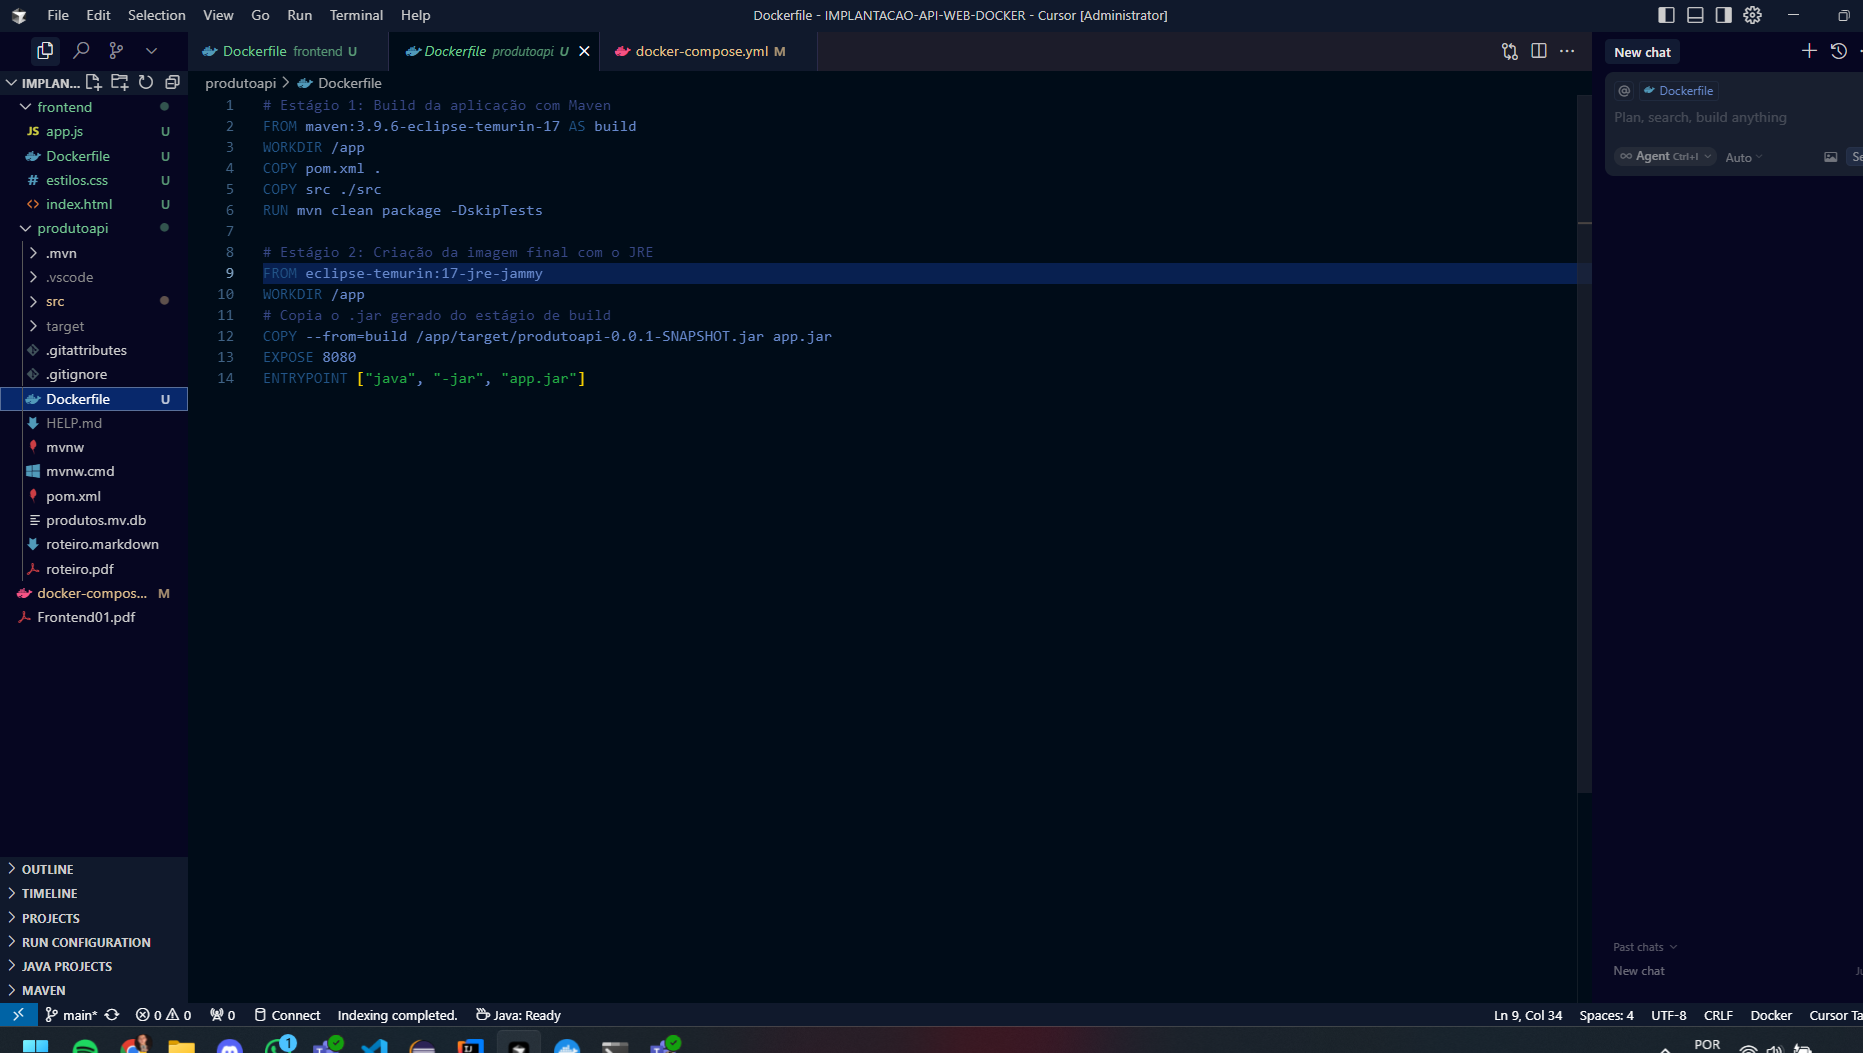 File Edit Selection View Go Run Terminal Help
Dockerfile - IMPLANTACAO-API-WEB-DOCKER - Cursor [Administrator]
Dockerfile frontend U
Dockerfile produtoapi U
docker-compose.yml M
New chat
IMPLAN...
frontend
JS app.js U
Dockerfile U
# estilos.css U
<> index.html U
produtoapi
.mvn
.vscode
src
target
.gitattributes
.gitignore
Dockerfile U
HELP.md
mvnw
mvnw.cmd
pom.xml
produtos.mv.db
roteiro.markdown
roteiro.pdf
docker-compos... M
Frontend01.pdf
OUTLINE
TIMELINE
PROJECTS
RUN CONFIGURATION
JAVA PROJECTS
MAVEN
produtoapi > Dockerfile
1 # Estágio 1: Build da aplicação com Maven
2 FROM maven:3.9.6-eclipse-temurin-17 AS build
3 WORKDIR /app
4 COPY pom.xml .
5 COPY src ./src
6 RUN mvn clean package -DskipTests
7
8 # Estágio 2: Criação da imagem final com o JRE
9 FROM eclipse-temurin:17-jre-jammy
10 WORKDIR /app
11 # Copia o .jar gerado do estágio de build
12 COPY --from=build /app/target/produtoapi-0.0.1-SNAPSHOT.jar app.jar
13 EXPOSE 8080
14 ENTRYPOINT ["java", "-jar", "app.jar"]
@ Dockerfile
Plan, search, build anything
∞ Agent Ctrl+I Auto Se
Past chats
New chat
main* 0 0 0 Connect Indexing completed. Java: Ready
Ln 9, Col 34 Spaces: 4 UTF-8 CRLF Docker Cursor Ta
1
POR